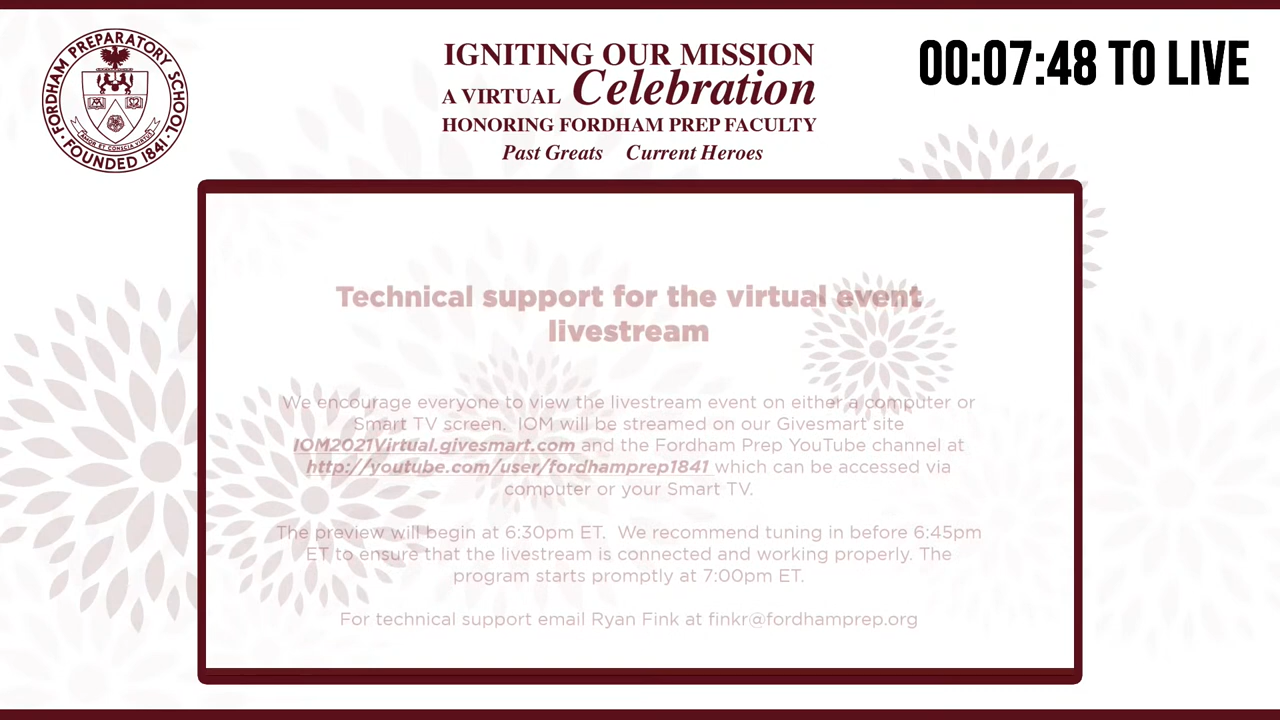 FORDHAM PREPARATORY SCHOOL
FOUNDED 1841
IGNITING OUR MISSION
A VIRTUAL Celebration
HONORING FORDHAM PREP FACULTY
Past Greats Current Heroes
00:07:48 TO LIVE
Technical support for the virtual event
livestream
We encourage everyone to view the livestream event on either a computer or
Smart TV screen. IOM will be streamed on our Givesmart site
IOM2021Virtual.givesmart.com and the Fordham Prep YouTube channel at
http://youtube.com/user/fordhamprep1841 which can be accessed via
computer or your Smart TV.
The preview will begin at 6:30pm ET. We recommend tuning in before 6:45pm
ET to ensure that the livestream is connected and working properly. The
program starts promptly at 7:00pm ET.
For technical support email Ryan Fink at finkr@fordhamprep.org